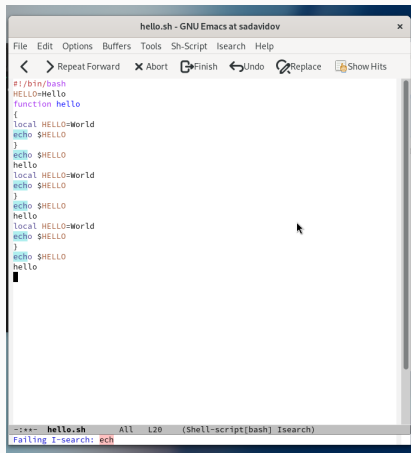 hello.sh - GNU Emacs at sadavidov
File Edit Options Buffers Tools Sh-Script Isearch Help
Repeat Forward Abort Finish Undo Replace Show Hits
#!/bin/bash
HELLO=Hello
function hello
{
local HELLO=World
echo $HELLO
}
echo $HELLO
hello
local HELLO=World
echo $HELLO
}
echo $HELLO
hello
local HELLO=World
echo $HELLO
}
echo $HELLO
hello
-:**- hello.sh All L20 (Shell-script[bash] Isearch)
Failing I-search: ech